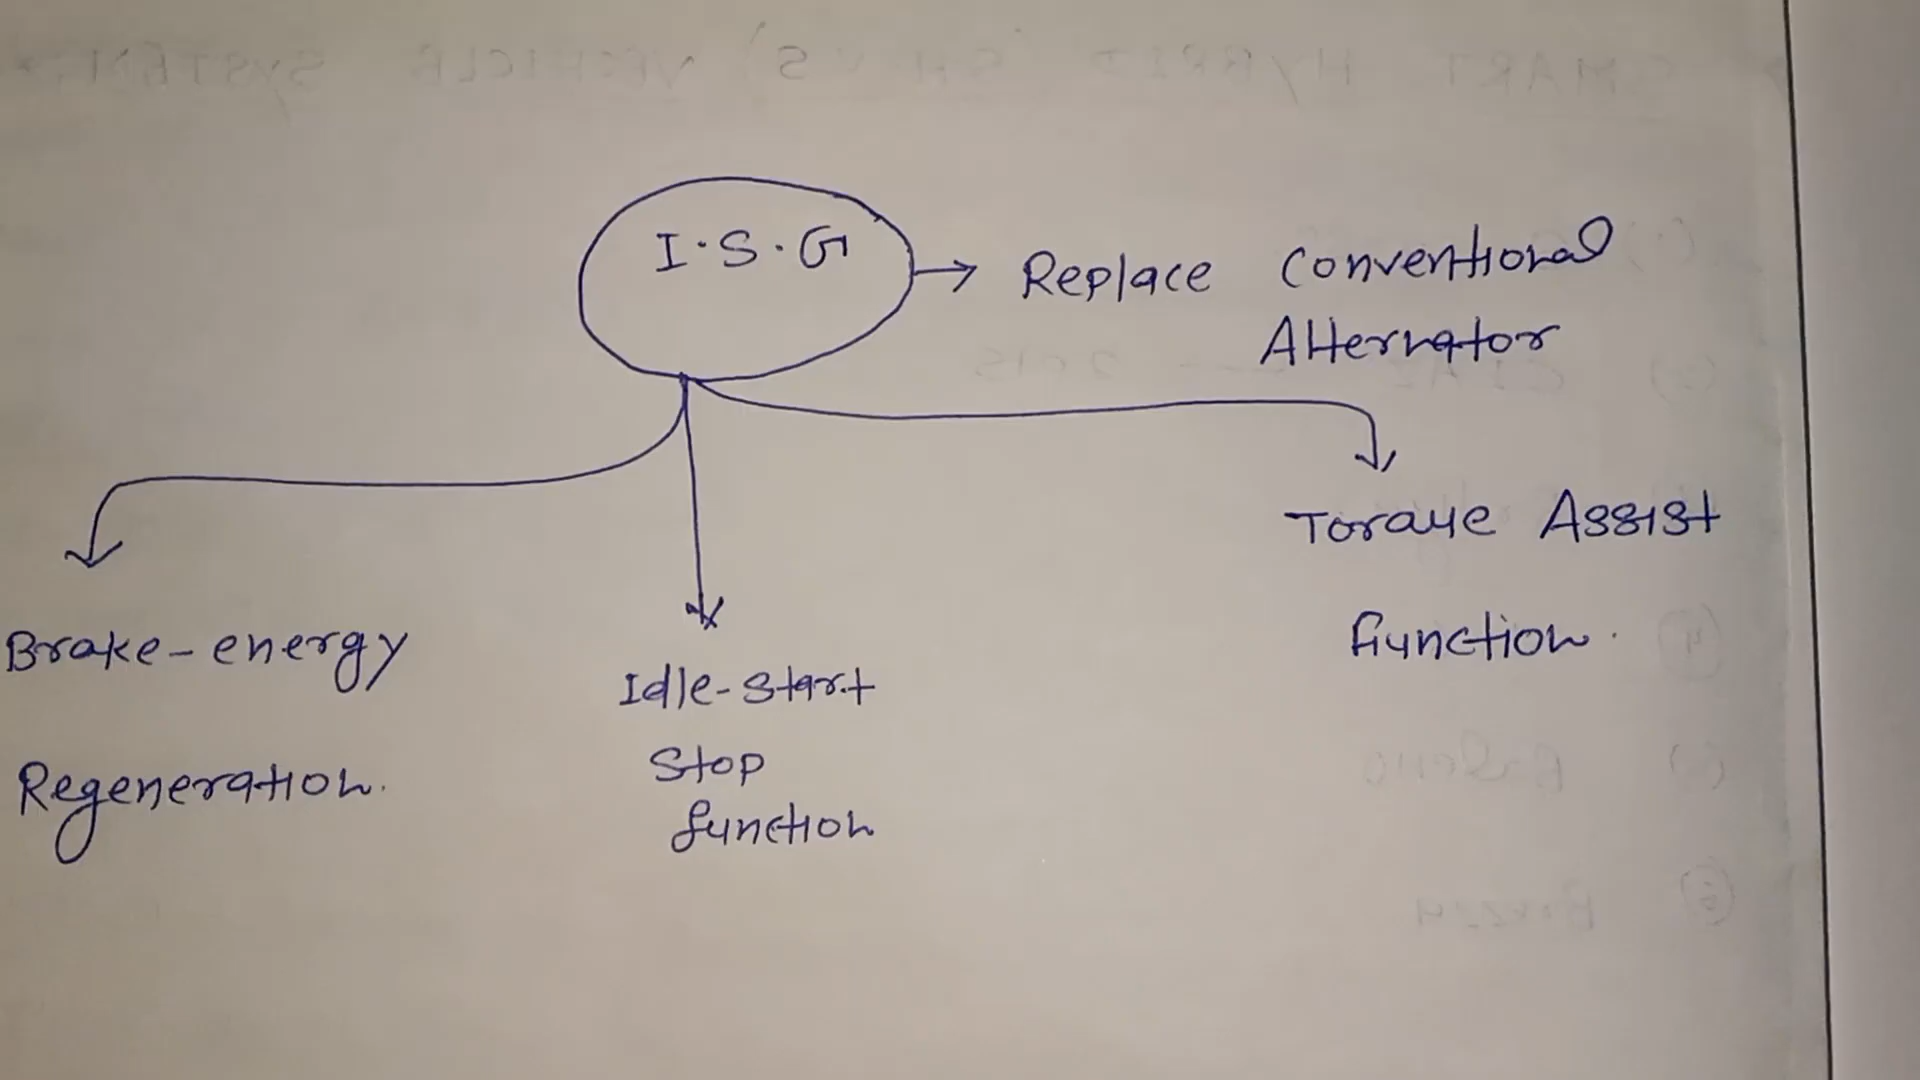 I.S.G
Replace Conventional
Alternator
Torque Assist
function.
Brake-energy
Regeneration.
Idle-start
Stop
function